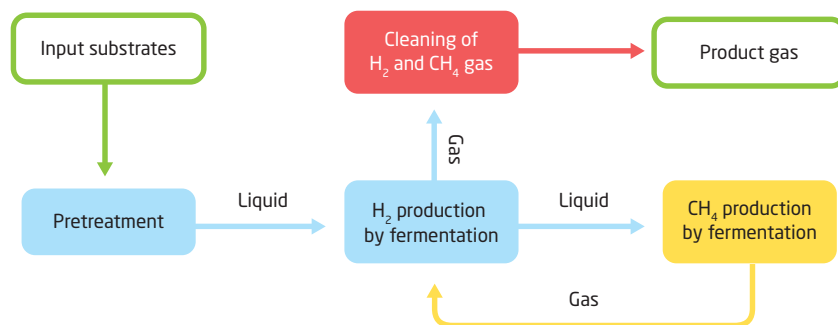 Input substrates
Cleaning of
H₂ and CH₄ gas
Product gas
Gas
Pretreatment
Liquid
H₂ production
by fermentation
Liquid
CH₄ production
by fermentation
Gas